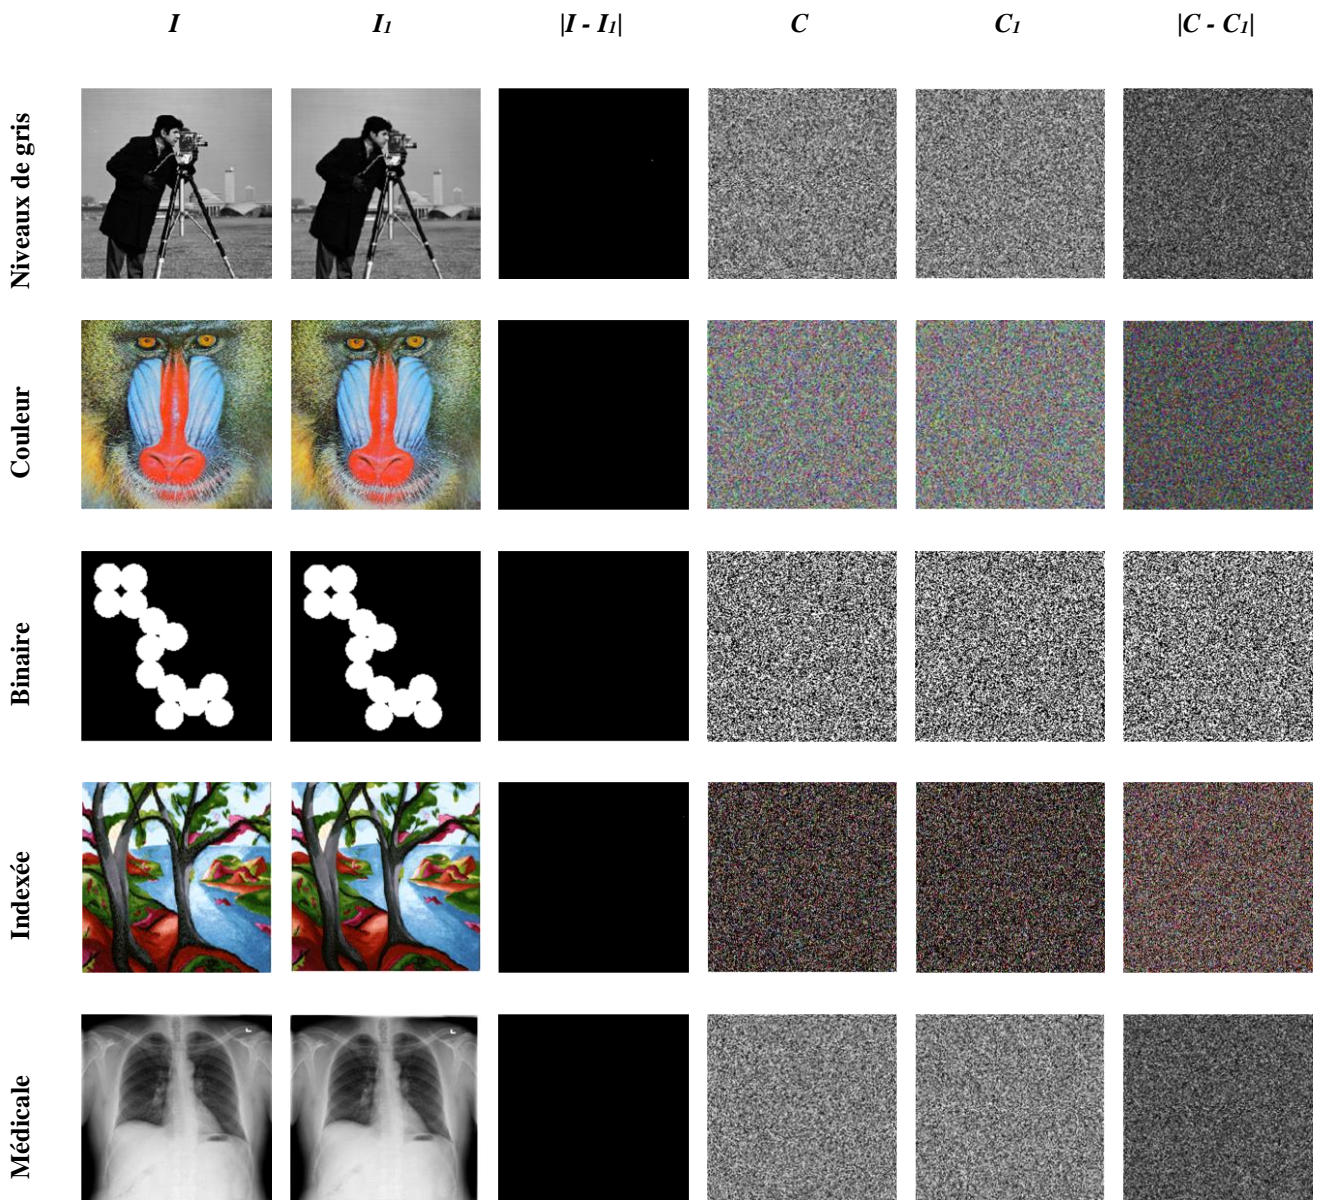 I I1 |I - I1| C C1 |C - C1|
Niveaux de gris
Couleur
Binaire
Indexée
Médicale